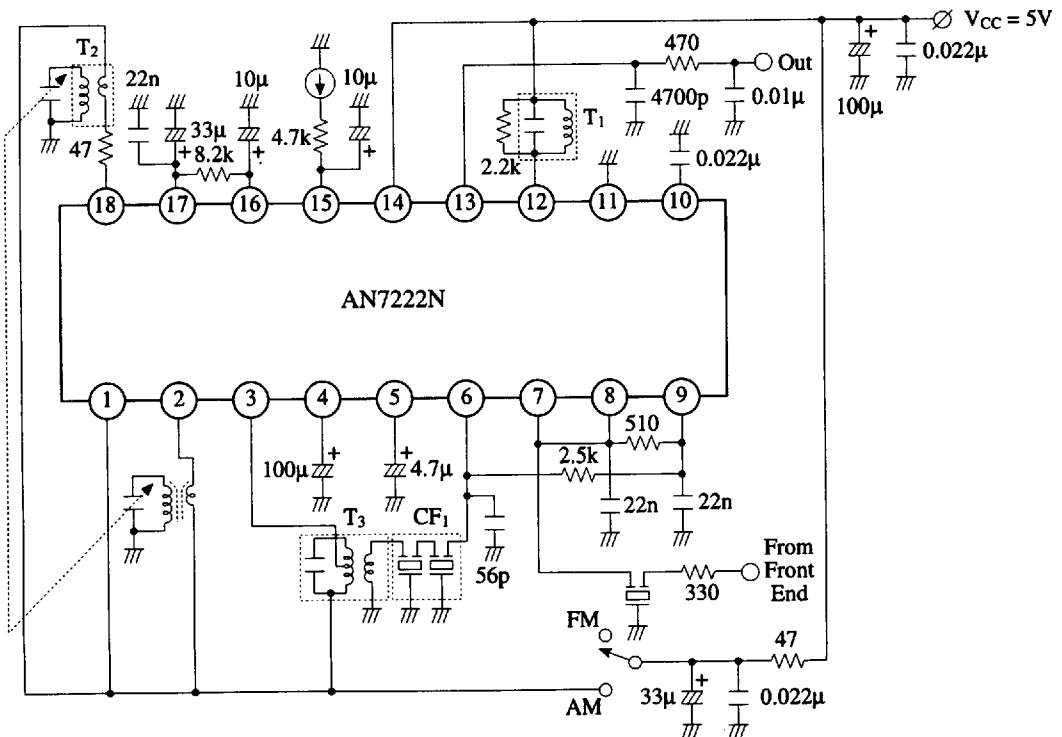 T2
22n
10μ
10μ
470
Out
VCC = 5V
0.022μ
100μ
4700p
0.01μ
T1
47
33μ
8.2k
4.7k
2.2k
0.022μ
18
17
16
15
14
13
12
11
10
AN7222N
1
2
3
4
5
6
7
8
9
510
2.5k
100μ
4.7μ
22n
22n
T3
CF1
56p
From
Front
End
330
FM
47
AM
33μ
0.022μ